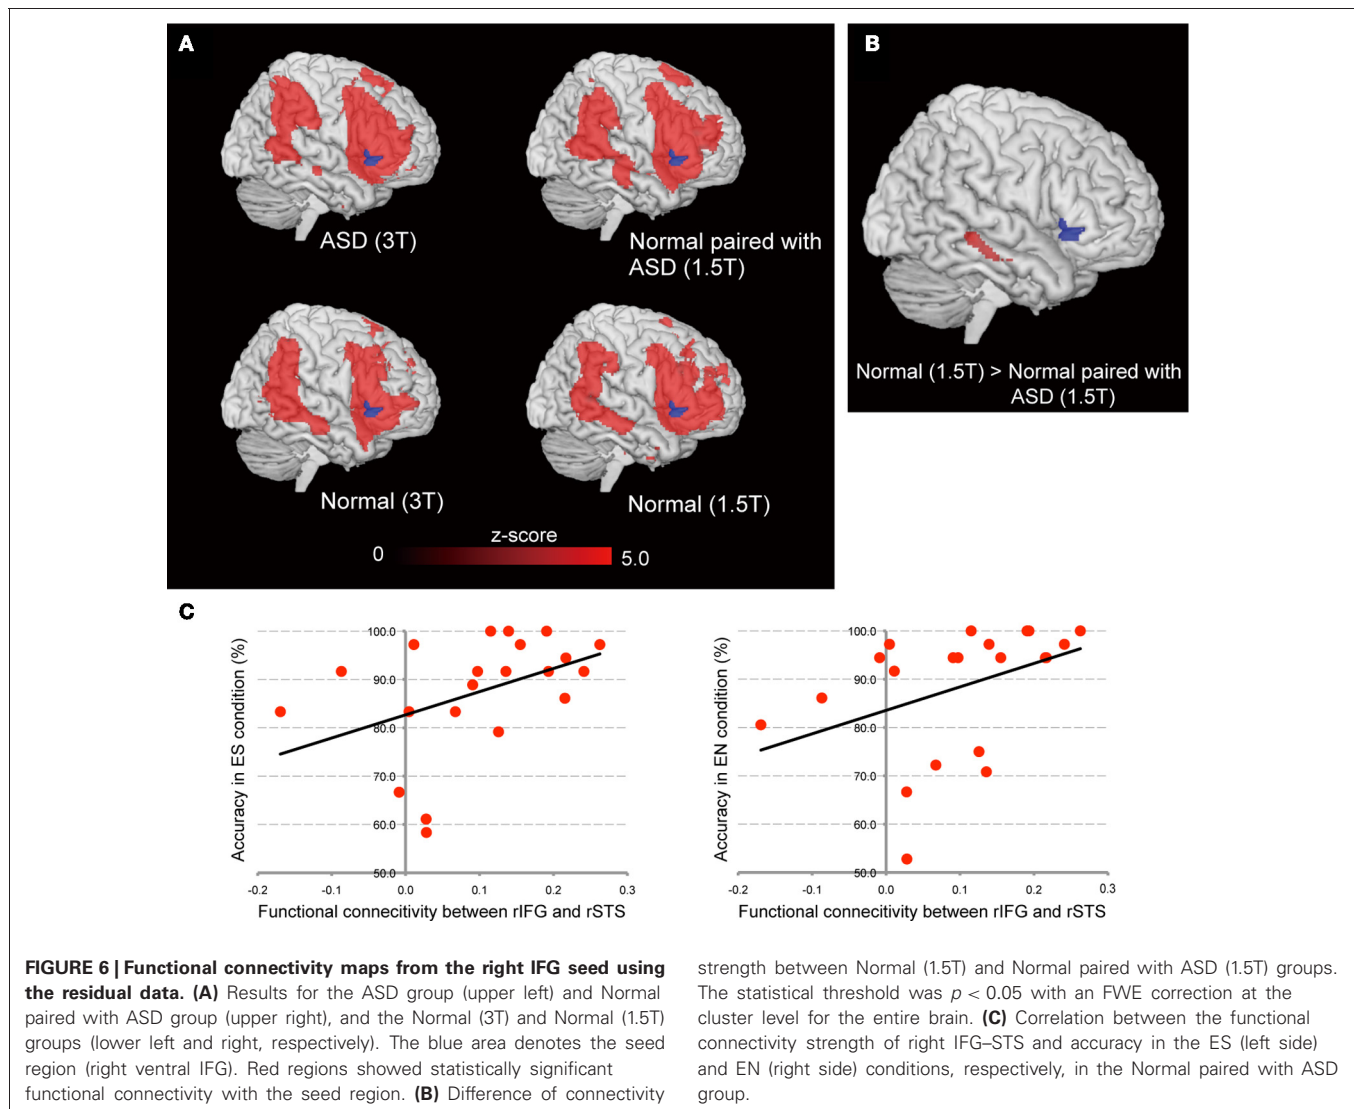 A
ASD (3T)
Normal paired with
ASD (1.5T)
Normal (3T)
Normal (1.5T)
z-score
0
5.0
B
Normal (1.5T) > Normal paired with
ASD (1.5T)
C
Accuracy in ES condition (%)
100.0
90.0
80.0
70.0
60.0
50.0
-0.2 -0.1 0.0 0.1 0.2 0.3
Functional connecitivity between rIFG and rSTS
Accuracy in EN condition (%)
100.0
90.0
80.0
70.0
60.0
50.0
-0.2 -0.1 0.0 0.1 0.2 0.3
Functional connecitivity between rIFG and rSTS
FIGURE 6 | Functional connectivity maps from the right IFG seed using
the residual data. (A) Results for the ASD group (upper left) and Normal
paired with ASD group (upper right), and the Normal (3T) and Normal (1.5T)
groups (lower left and right, respectively). The blue area denotes the seed
region (right ventral IFG). Red regions showed statistically significant
functional connectivity with the seed region. (B) Difference of connectivity
strength between Normal (1.5T) and Normal paired with ASD (1.5T) groups.
The statistical threshold was p < 0.05 with an FWE correction at the
cluster level for the entire brain. (C) Correlation between the functional
connectivity strength of right IFG–STS and accuracy in the ES (left side)
and EN (right side) conditions, respectively, in the Normal paired with ASD
group.